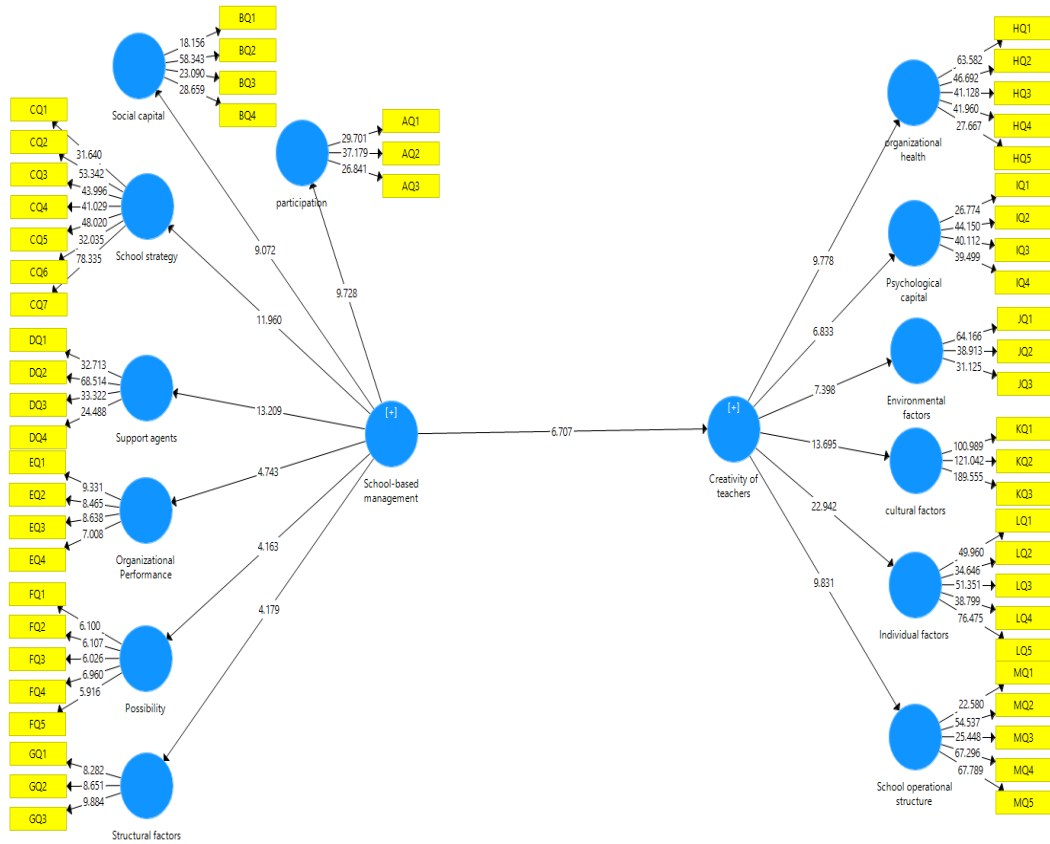 BQ1
18.156
BQ2
58.343
23.090
BQ3
28.659
BQ4
Social capital
AQ1
29.701
AQ2
37.179
26.841
AQ3
participation
CQ1
CQ2
CQ3
CQ4
CQ5
CQ6
CQ7
31.640
53.342
43.996
41.029
48.020
32.035
78.335
School strategy
9.072
9.728
11.960
DQ1
DQ2
DQ3
DQ4
32.713
68.514
33.322
24.488
Support agents
13.209
EQ1
EQ2
EQ3
EQ4
9.331
8.465
8.638
7.008
Organizational
Performance
4.743
[+]
School-based
management
6.707
FQ1
FQ2
FQ3
FQ4
FQ5
6.100
6.107
6.026
6.960
5.916
Possibility
4.163
GQ1
GQ2
GQ3
8.282
8.651
9.884
Structural factors
4.179
[+]
Creativity of
teachers
HQ1
HQ2
HQ3
HQ4
HQ5
63.582
46.692
41.128
41.960
27.667
organizational
health
9.778
IQ1
IQ2
IQ3
IQ4
26.774
44.150
40.112
39.499
Psychological
capital
6.833
JQ1
JQ2
JQ3
64.166
38.913
31.125
Environmental
factors
7.398
KQ1
KQ2
KQ3
100.989
121.042
189.555
cultural factors
13.695
LQ1
LQ2
LQ3
LQ4
LQ5
49.960
34.646
51.351
38.799
76.475
Individual factors
22.942
MQ1
MQ2
MQ3
MQ4
MQ5
22.580
54.537
25.448
67.296
67.789
School operational
structure
9.831